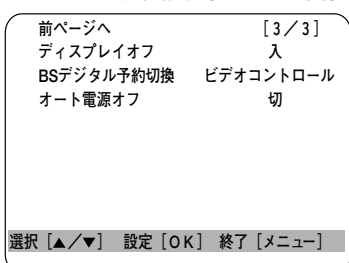 前ページへ [3/3]
ディスプレイオフ 入
BSデジタル予約切換 ビデオコントロール
オート電源オフ 切
選択［▲／▼］ 設定［OK］ 終了［メニュー］